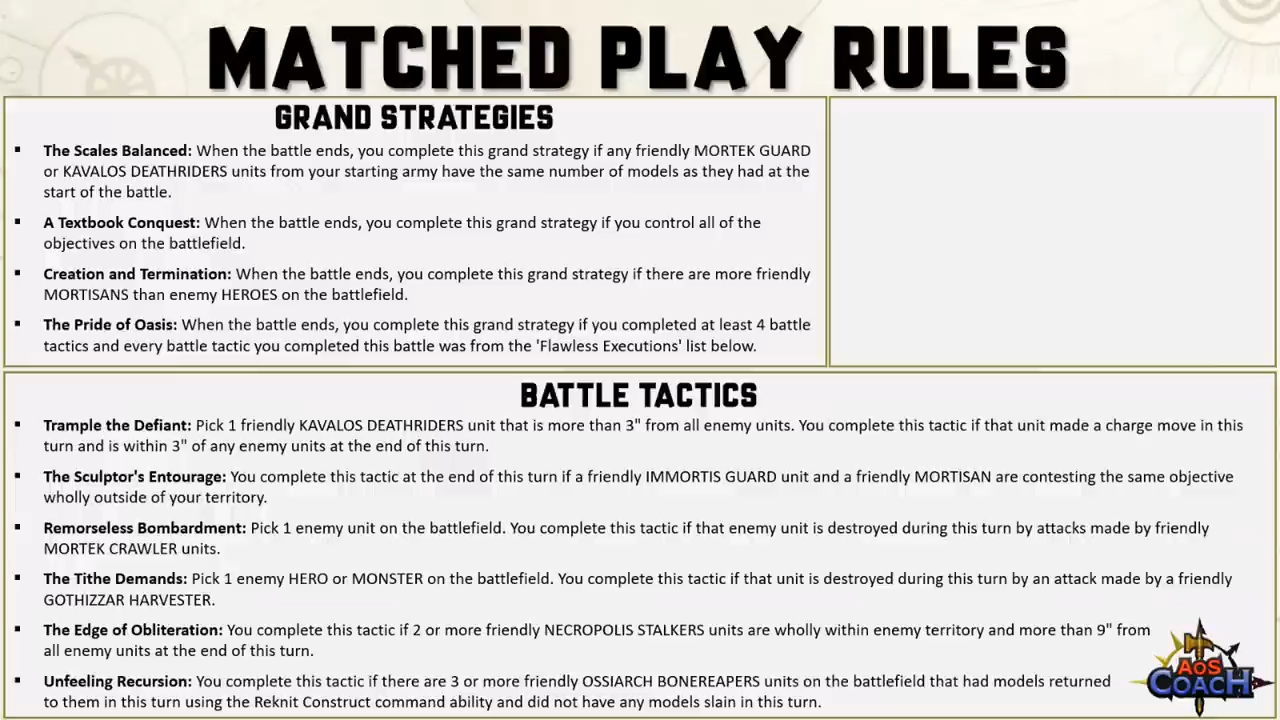 MATCHED PLAY RULES
GRAND STRATEGIES
▪ The Scales Balanced: When the battle ends, you complete this grand strategy if any friendly MORTEK GUARD
or KAVALOS DEATHRIDERS units from your starting army have the same number of models as they had at the
start of the battle.
▪ A Textbook Conquest: When the battle ends, you complete this grand strategy if you control all of the
objectives on the battlefield.
▪ Creation and Termination: When the battle ends, you complete this grand strategy if there are more friendly
MORTISANS than enemy HEROES on the battlefield.
▪ The Pride of Oasis: When the battle ends, you complete this grand strategy if you completed at least 4 battle
tactics and every battle tactic you completed this battle was from the 'Flawless Executions' list below.
BATTLE TACTICS
▪ Trample the Defiant: Pick 1 friendly KAVALOS DEATHRIDERS unit that is more than 3" from all enemy units. You complete this tactic if that unit made a charge move in this
turn and is within 3" of any enemy units at the end of this turn.
▪ The Sculptor's Entourage: You complete this tactic at the end of this turn if a friendly IMMORTIS GUARD unit and a friendly MORTISAN are contesting the same objective
wholly outside of your territory.
▪ Remorseless Bombardment: Pick 1 enemy unit on the battlefield. You complete this tactic if that enemy unit is destroyed during this turn by attacks made by friendly
MORTEK CRAWLER units.
▪ The Tithe Demands: Pick 1 enemy HERO or MONSTER on the battlefield. You complete this tactic if that unit is destroyed during this turn by an attack made by a friendly
GOTHIZZAR HARVESTER.
▪ The Edge of Obliteration: You complete this tactic if 2 or more friendly NECROPOLIS STALKERS units are wholly within enemy territory and more than 9" from
all enemy units at the end of this turn.
▪ Unfeeling Recursion: You complete this tactic if there are 3 or more friendly OSSIARCH BONEREAPERS units on the battlefield that had models returned
to them in this turn using the Reknit Construct command ability and did not have any models slain in this turn.
AoS
COACH